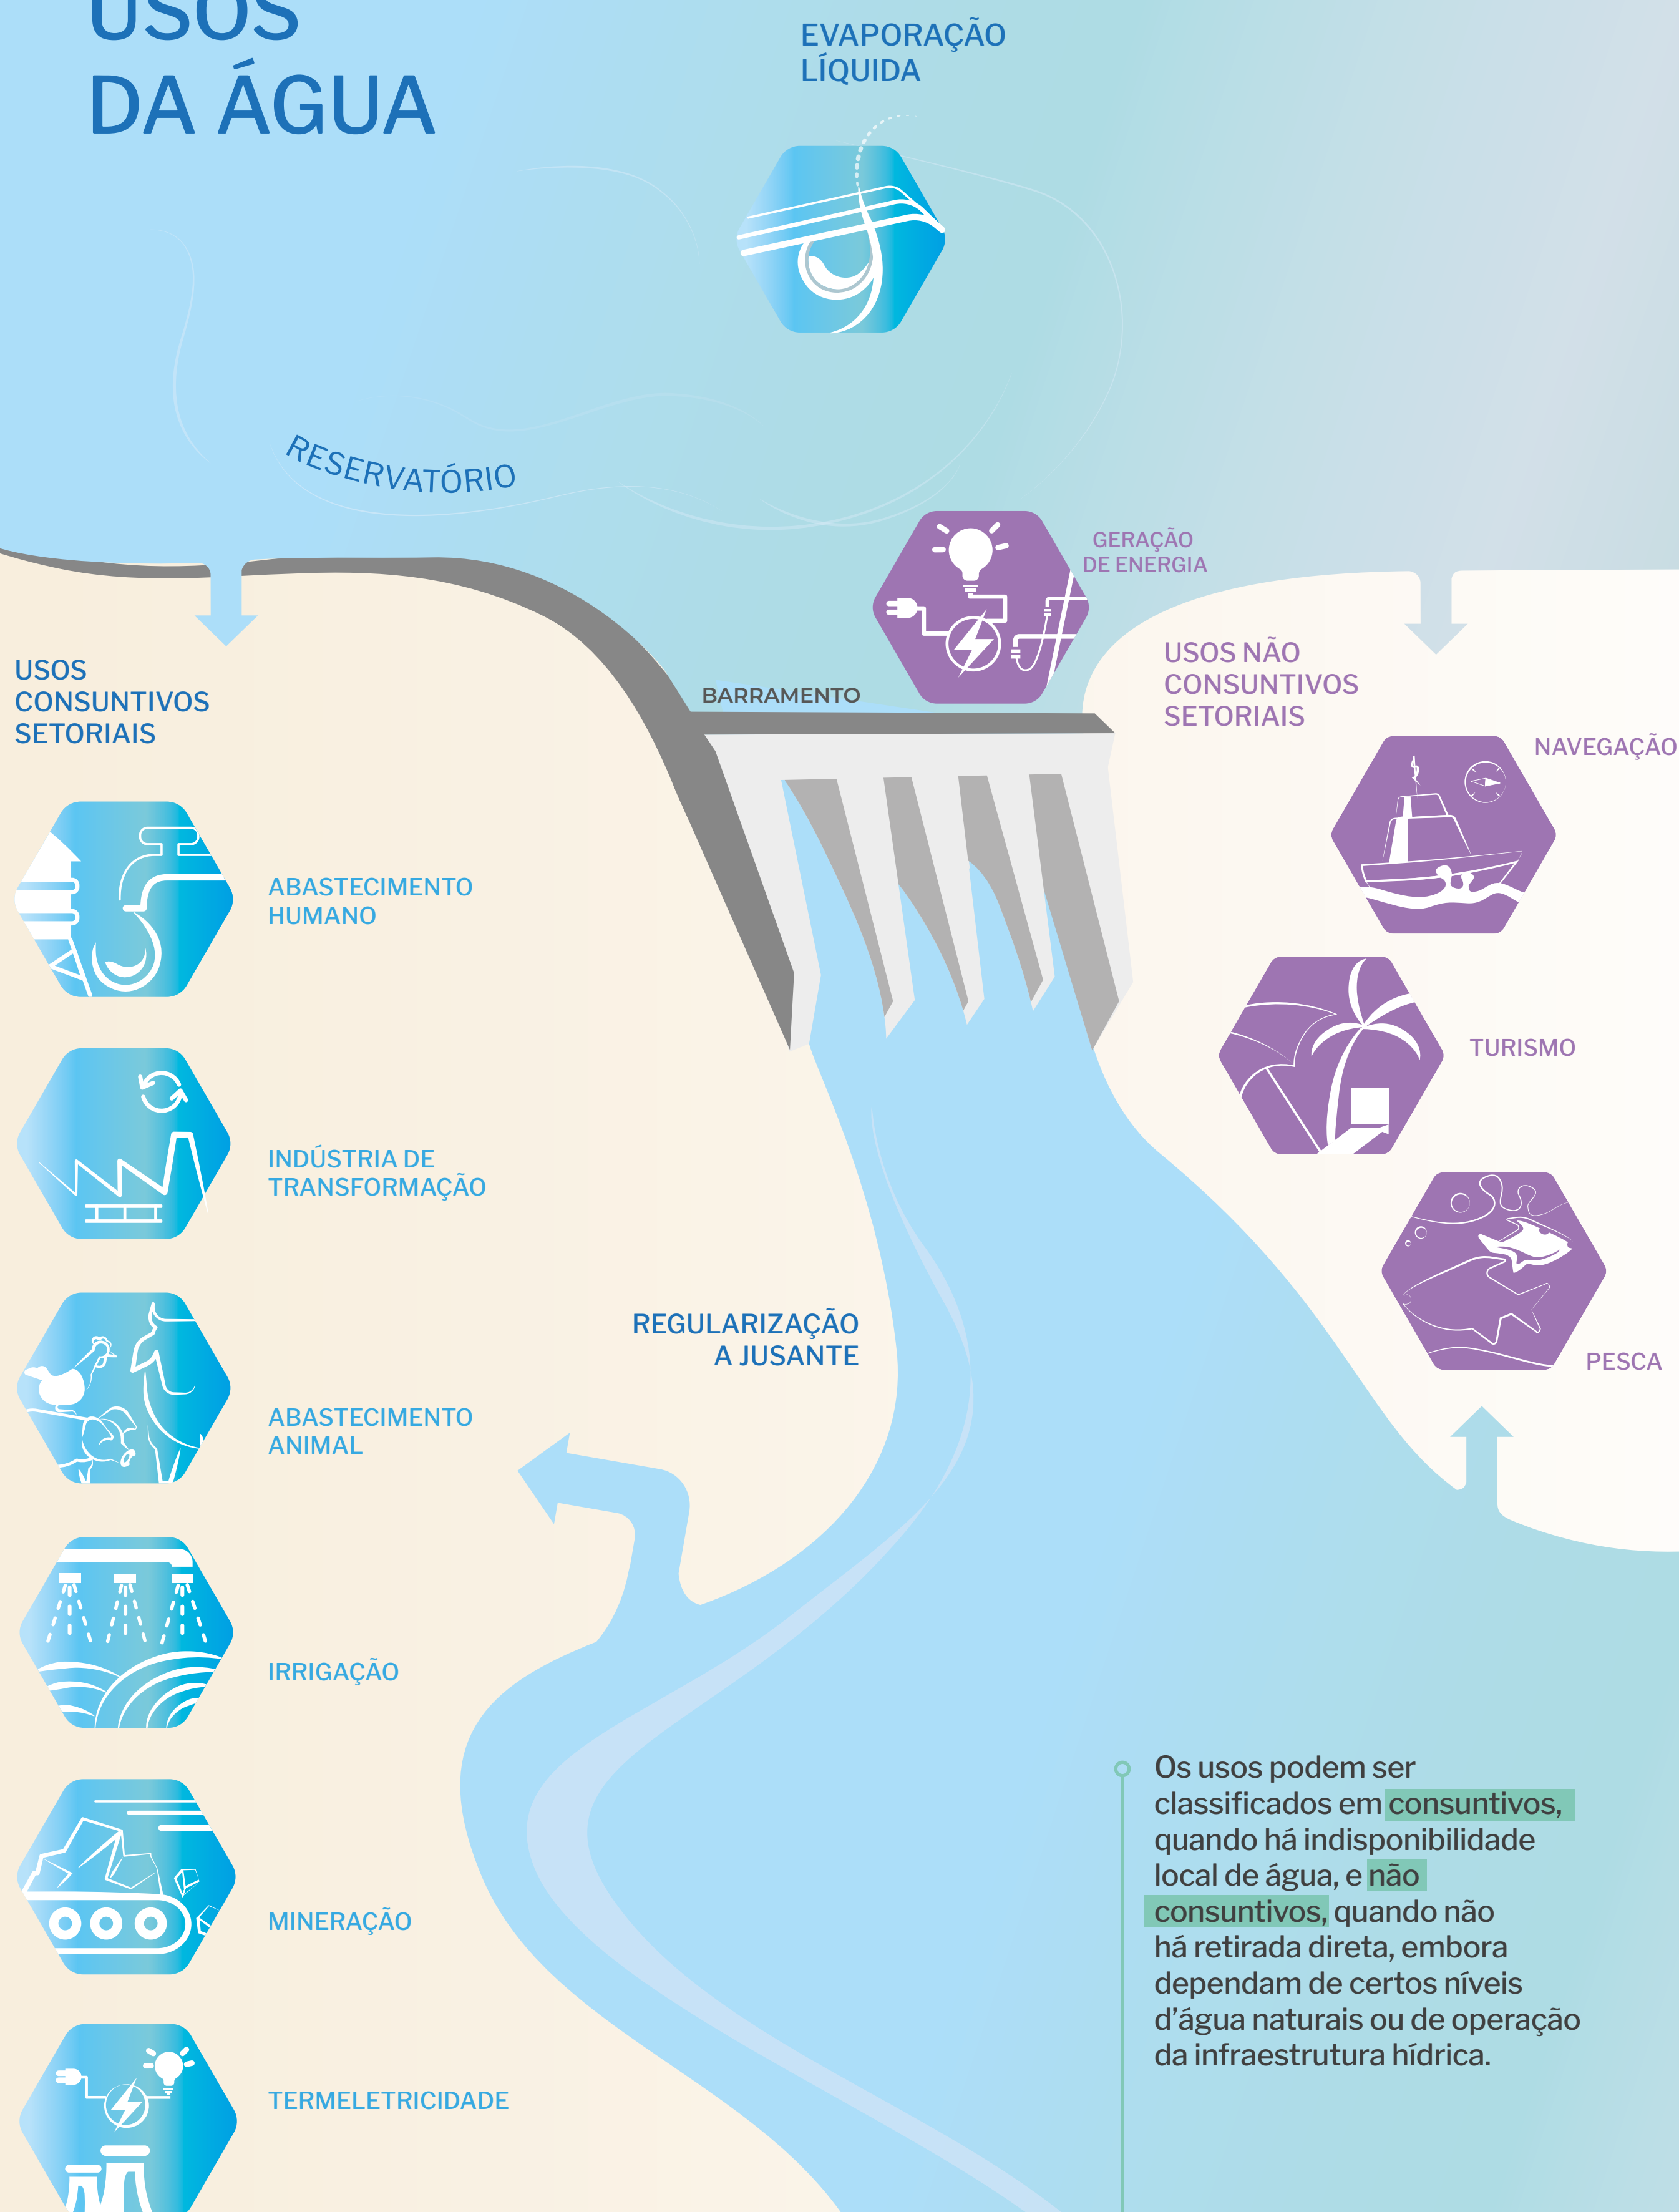 USOS
DA ÁGUA
EVAPORAÇÃO
LÍQUIDA
RESERVATÓRIO
GERAÇÃO
DE ENERGIA
BARRAMENTO
USOS
CONSUNTIVOS
SETORIAIS
ABASTECIMENTO
HUMANO
INDÚSTRIA DE
TRANSFORMAÇÃO
ABASTECIMENTO
ANIMAL
IRRIGAÇÃO
MINERAÇÃO
TERMELETRICIDADE
REGULARIZAÇÃO
A JUSANTE
USOS NÃO
CONSUNTIVOS
SETORIAIS
NAVEGAÇÃO
TURISMO
PESCA
Os usos podem ser
classificados em consuntivos,
quando há indisponibilidade
local de água, e não
consuntivos, quando não
há retirada direta, embora
dependam de certos níveis
d’água naturais ou de operação
da infraestrutura hídrica.